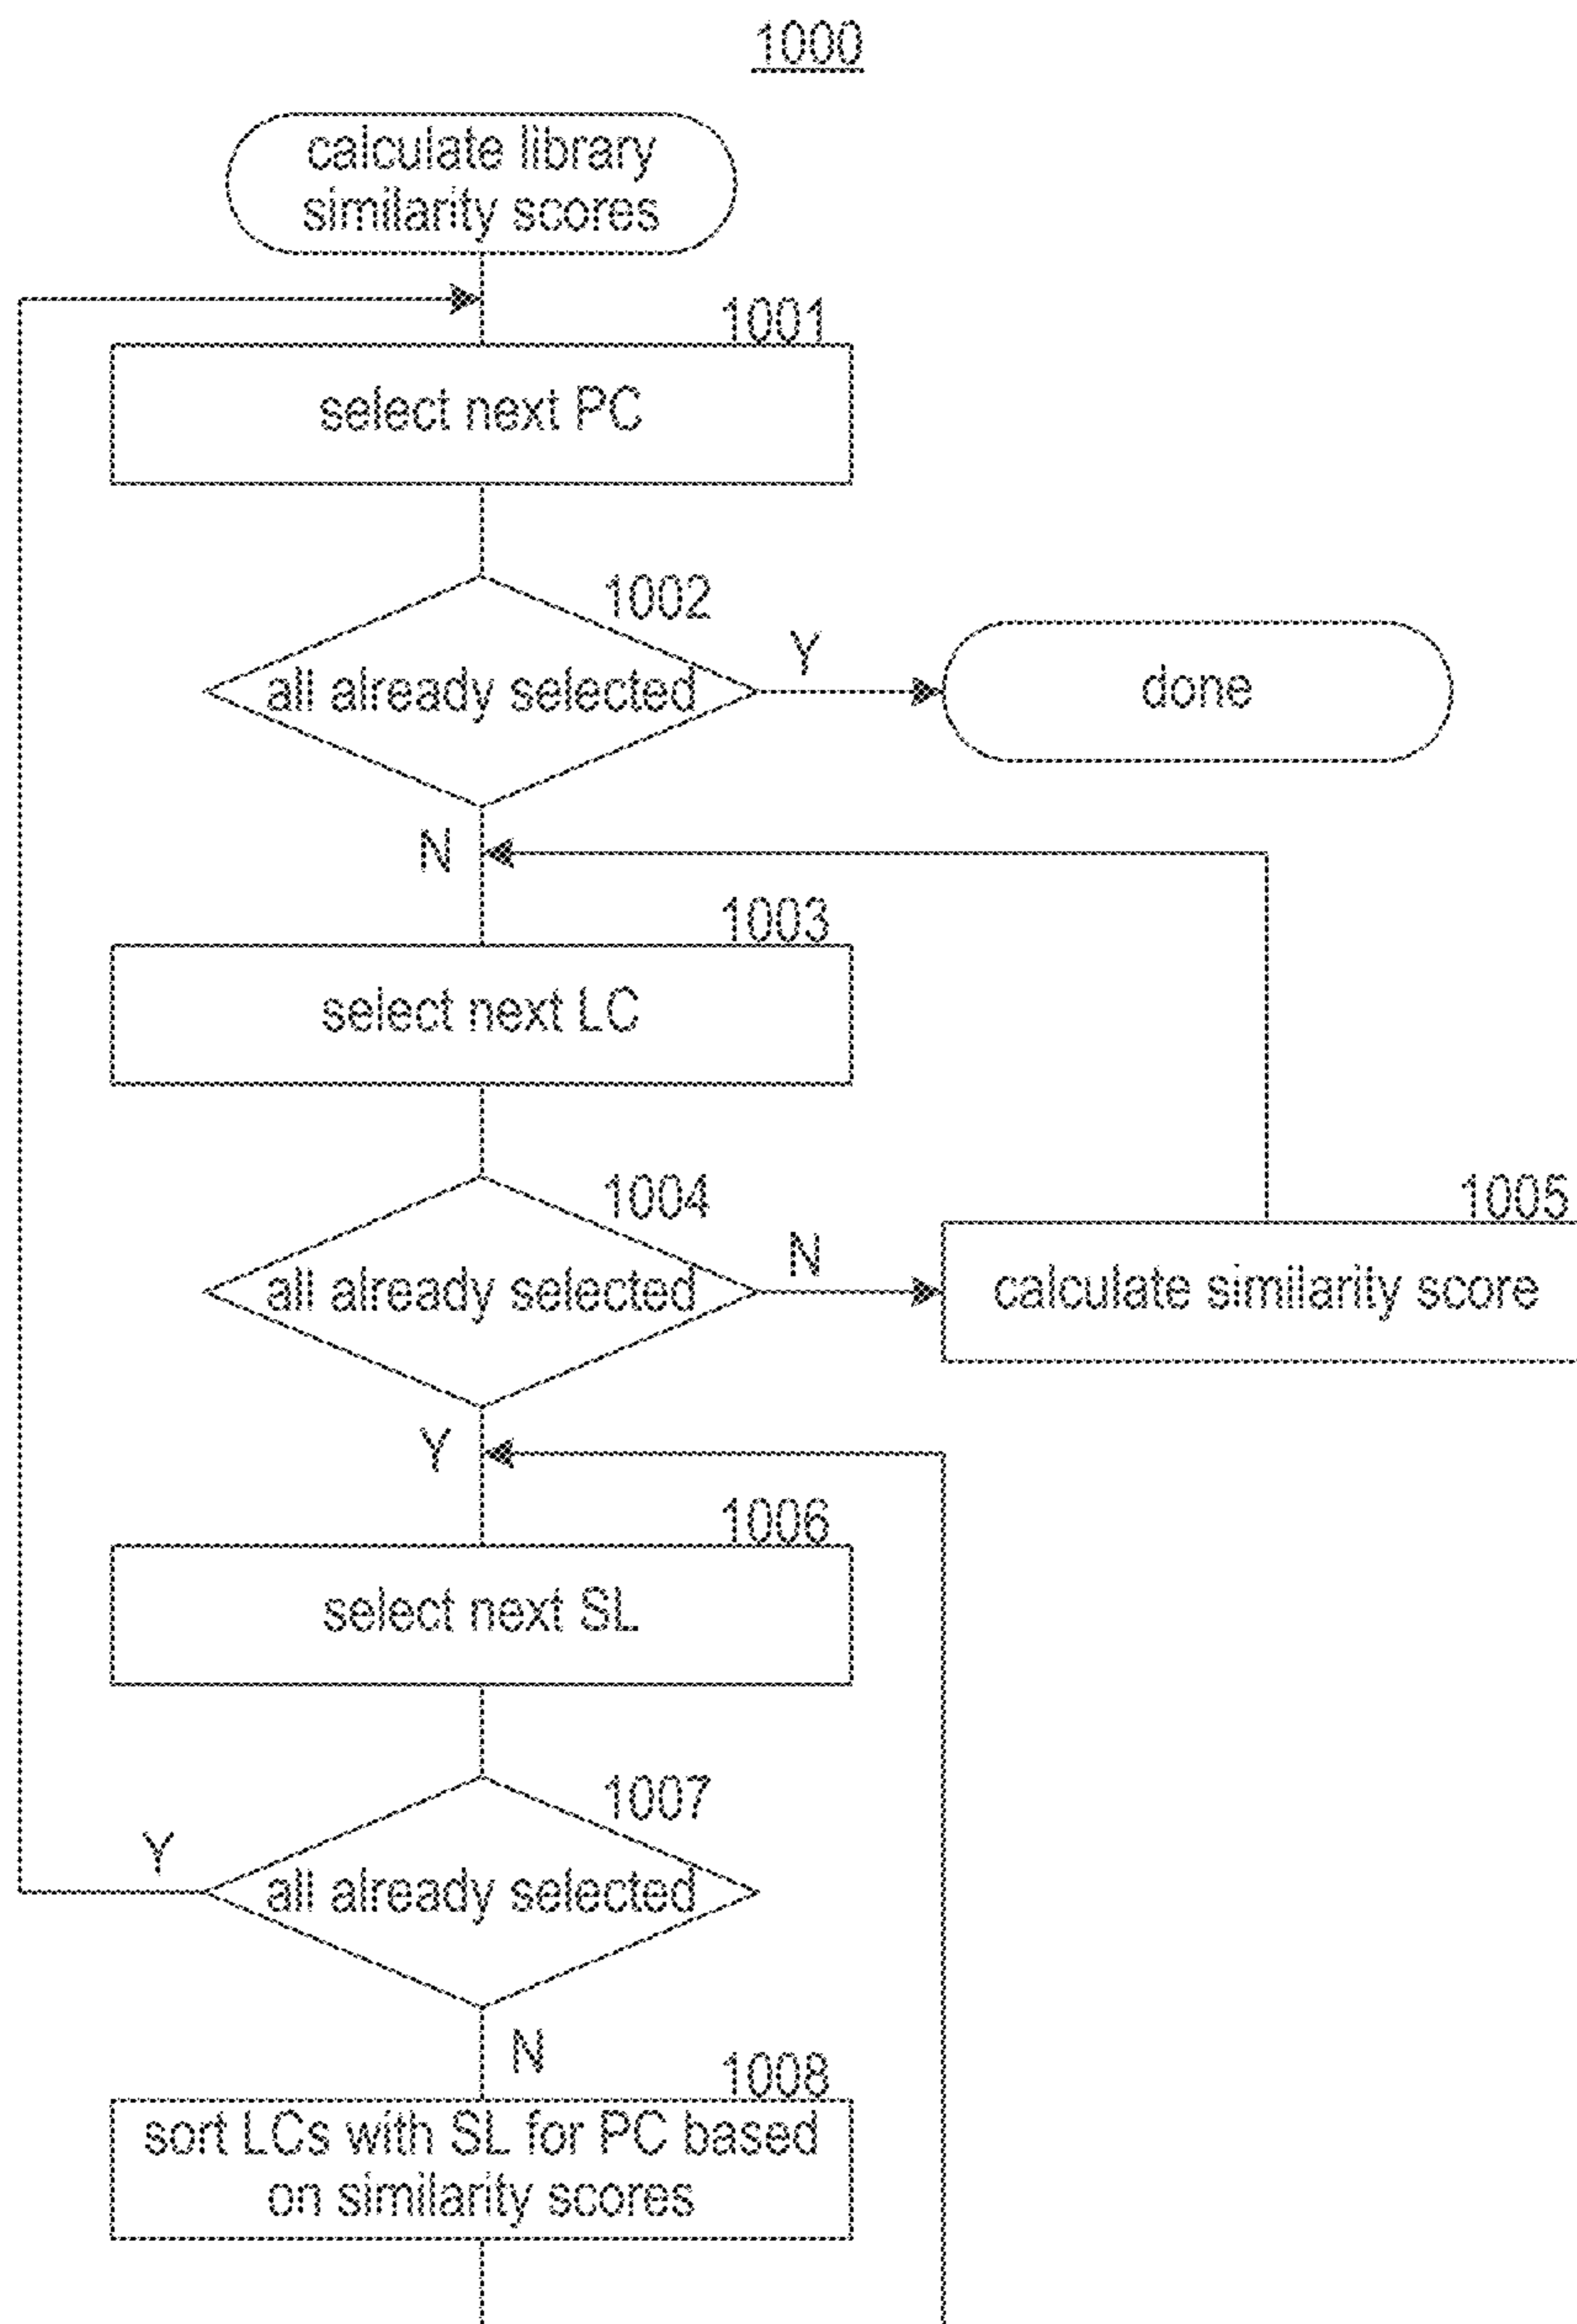 1000
calculate library
similarity scores
1001
select next PC
1002
all already selected
Y
done
N
1003
select next LC
1004
all already selected
N
1005
calculate similarity score
Y
1006
select next SL
1007
all already selected
Y
N
1008
sort LCs with SL for PC based
on similarity scores